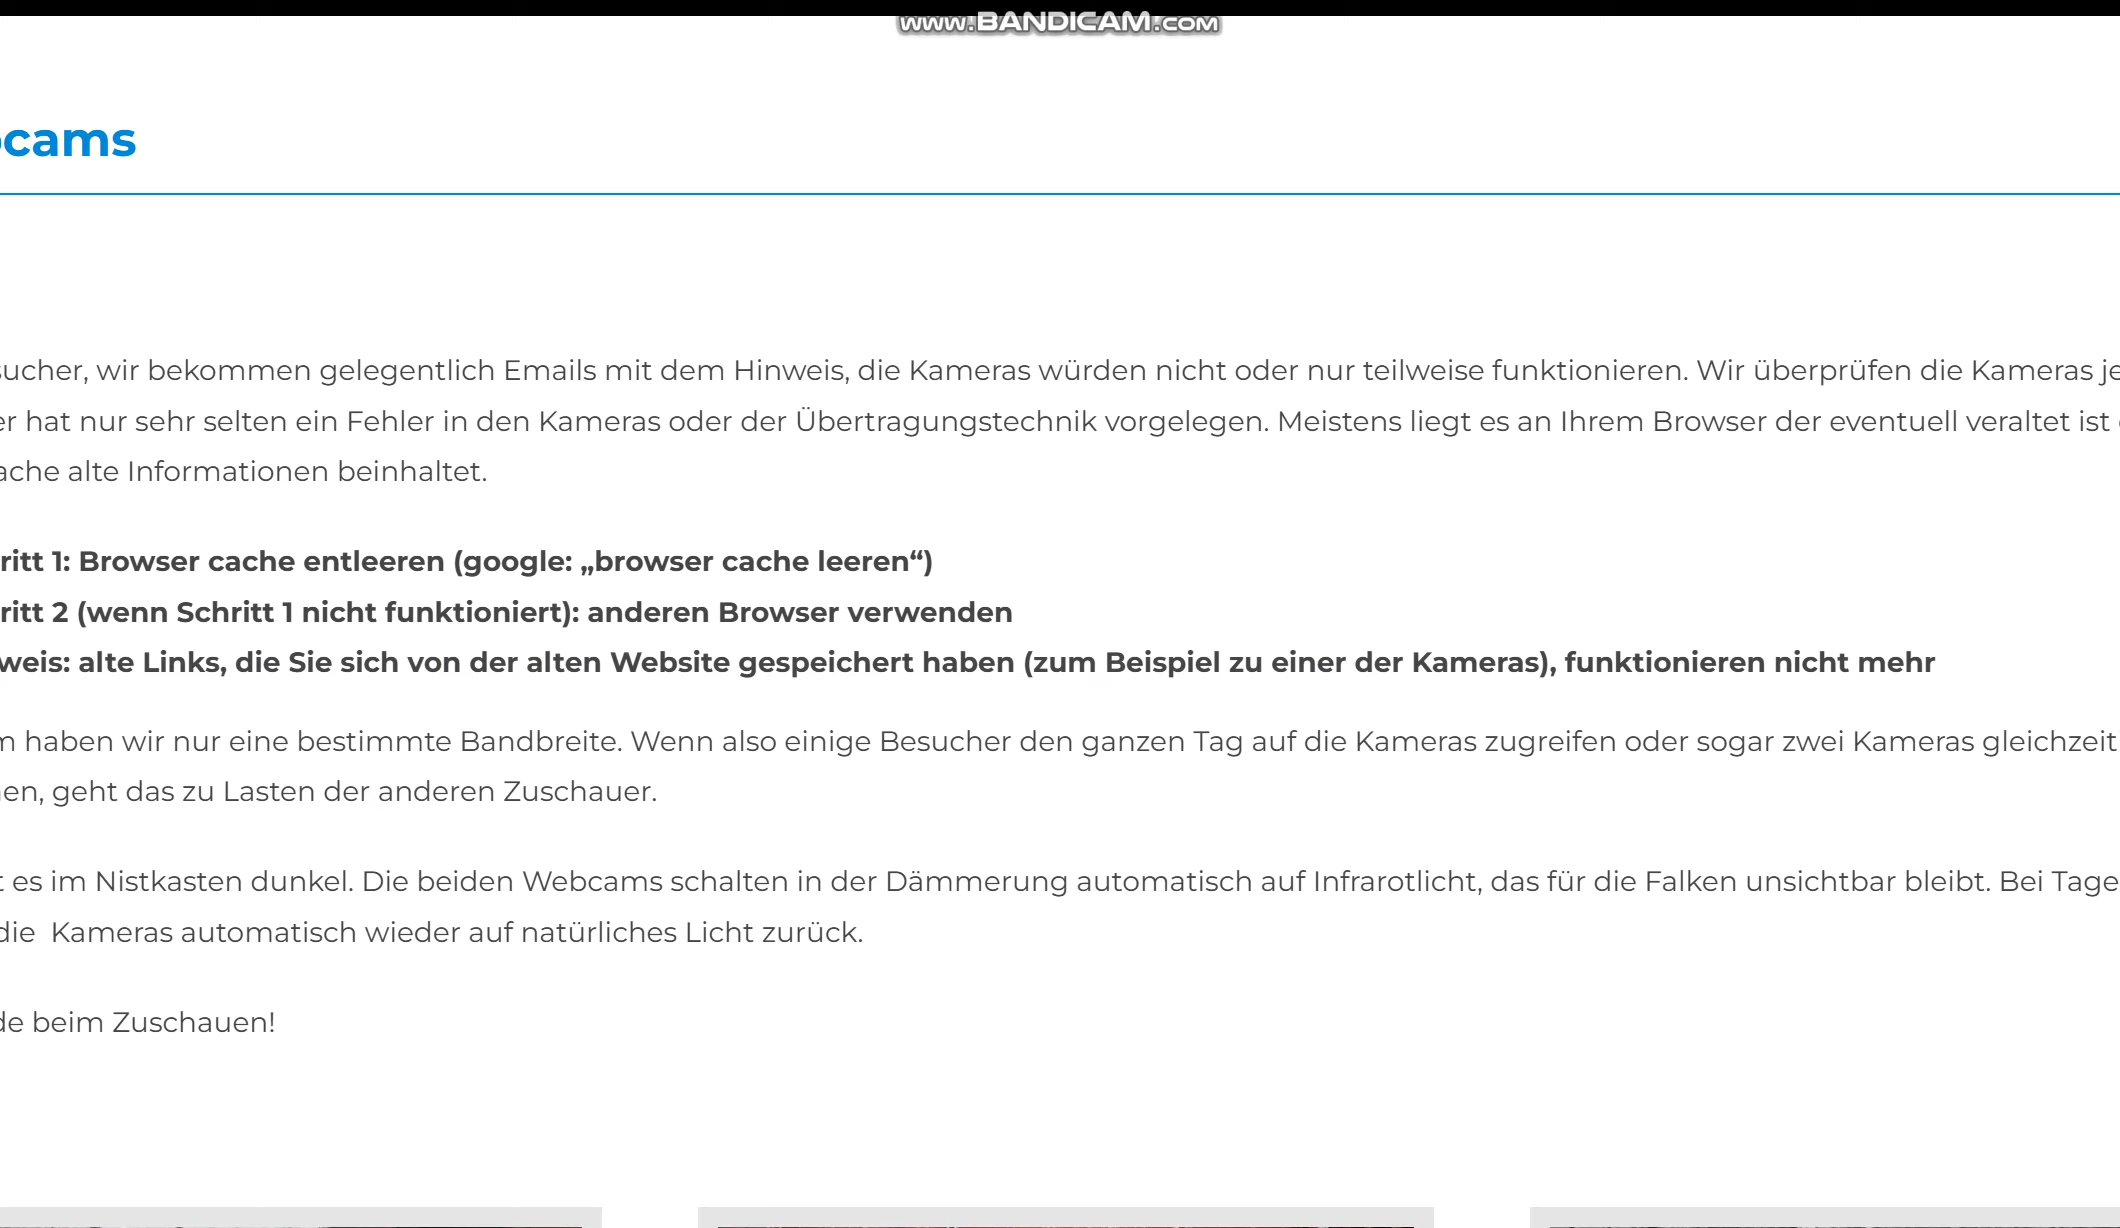 www.BANDICAM.com
cams
sucher, wir bekommen gelegentlich Emails mit dem Hinweis, die Kameras würden nicht oder nur teilweise funktionieren. Wir überprüfen die Kameras je
er hat nur sehr selten ein Fehler in den Kameras oder der Übertragungstechnik vorgelegen. Meistens liegt es an Ihrem Browser der eventuell veraltet ist
ache alte Informationen beinhaltet.
ritt 1: Browser cache entleeren (google: „browser cache leeren“)
ritt 2 (wenn Schritt 1 nicht funktioniert): anderen Browser verwenden
weis: alte Links, die Sie sich von der alten Website gespeichert haben (zum Beispiel zu einer der Kameras), funktionieren nicht mehr
m haben wir nur eine bestimmte Bandbreite. Wenn also einige Besucher den ganzen Tag auf die Kameras zugreifen oder sogar zwei Kameras gleichzeiti
en, geht das zu Lasten der anderen Zuschauer.
t es im Nistkasten dunkel. Die beiden Webcams schalten in der Dämmerung automatisch auf Infrarotlicht, das für die Falken unsichtbar bleibt. Bei Tage
die Kameras automatisch wieder auf natürliches Licht zurück.
de beim Zuschauen!